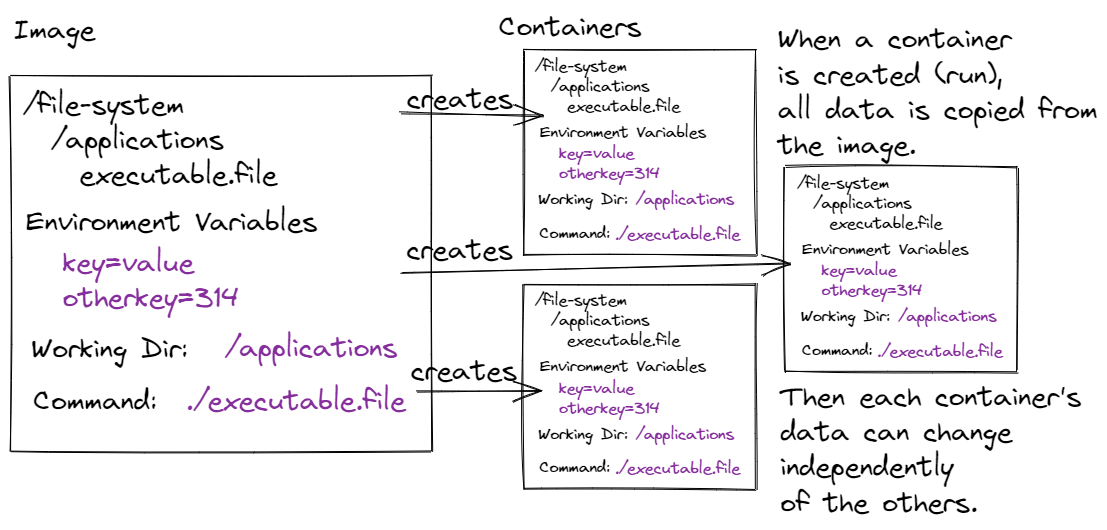 Image
/file-system
/applications
executable.file
Environment Variables
key=value
otherkey=314
Working Dir: /applications
Command: ./executable.file
creates
creates
creates
Containers
/file-system
/applications
executable.file
Environment Variables
key=value
otherkey=314
Working Dir: /applications
Command: ./executable.file
/file-system
/applications
executable.file
Environment Variables
key=value
otherkey=314
Working Dir: /applications
Command: ./executable.file
When a container
is created (run),
all data is copied from
the image.
/file-system
/applications
executable.file
Environment Variables
key=value
otherkey=314
Working Dir: /applications
Command: ./executable.file
Then each container's
data can change
independently
of the others.